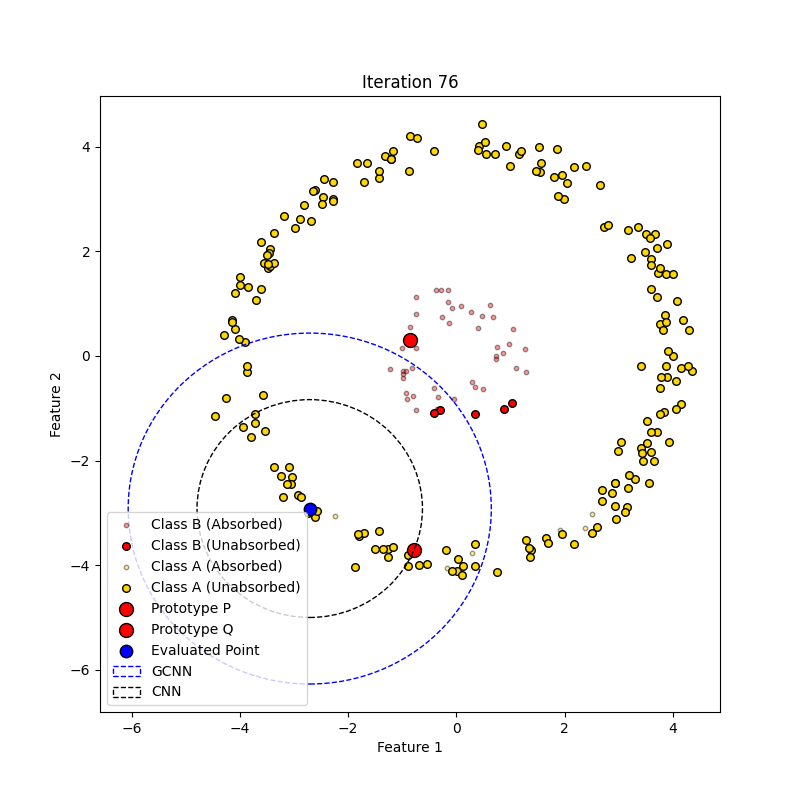 Iteration 76
4
2
0
−2
−4
−6
Feature 2
Class B (Absorbed)
Class B (Unabsorbed)
Class A (Absorbed)
Class A (Unabsorbed)
Prototype P
Prototype Q
Evaluated Point
GCNN
CNN
−6 −4 −2 0 2 4
Feature 1